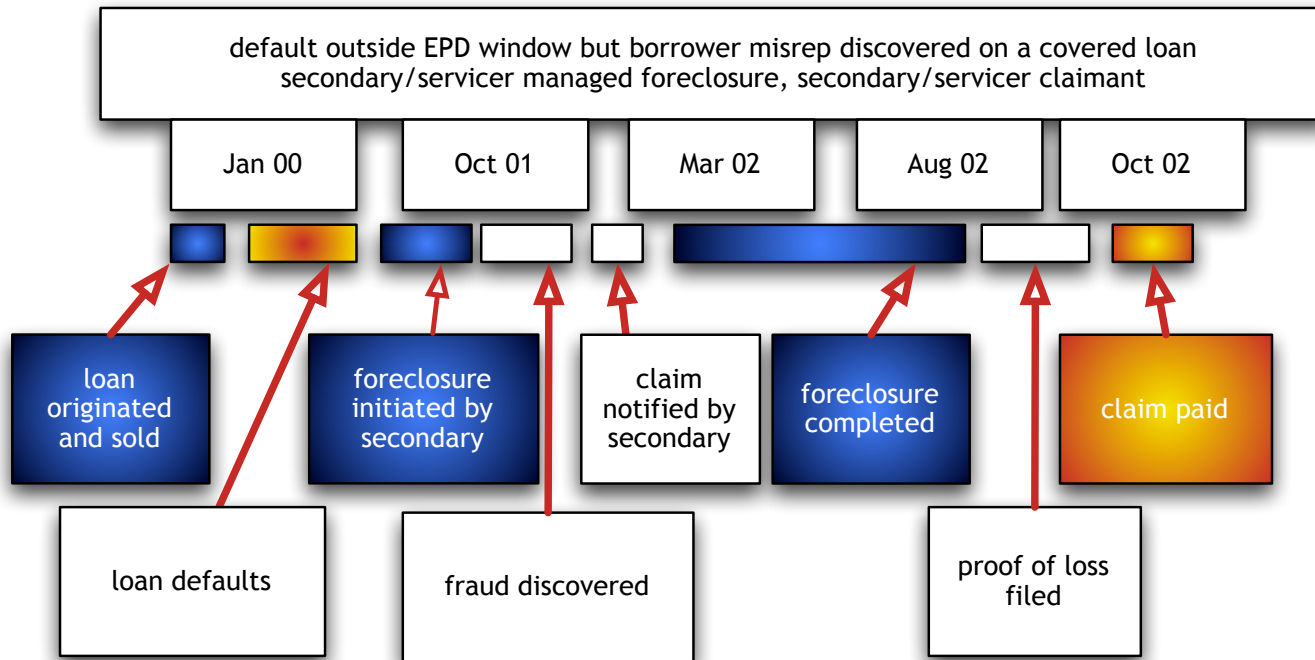 default outside EPD window but borrower misrep discovered on a covered loan
secondary/servicer managed foreclosure, secondary/servicer claimant
Jan 00
Oct 01
Mar 02
Aug 02
Oct 02
loan
originated
and sold
foreclosure
initiated by
secondary
claim
notified by
secondary
foreclosure
completed
claim paid
loan defaults
fraud discovered
proof of loss
filed